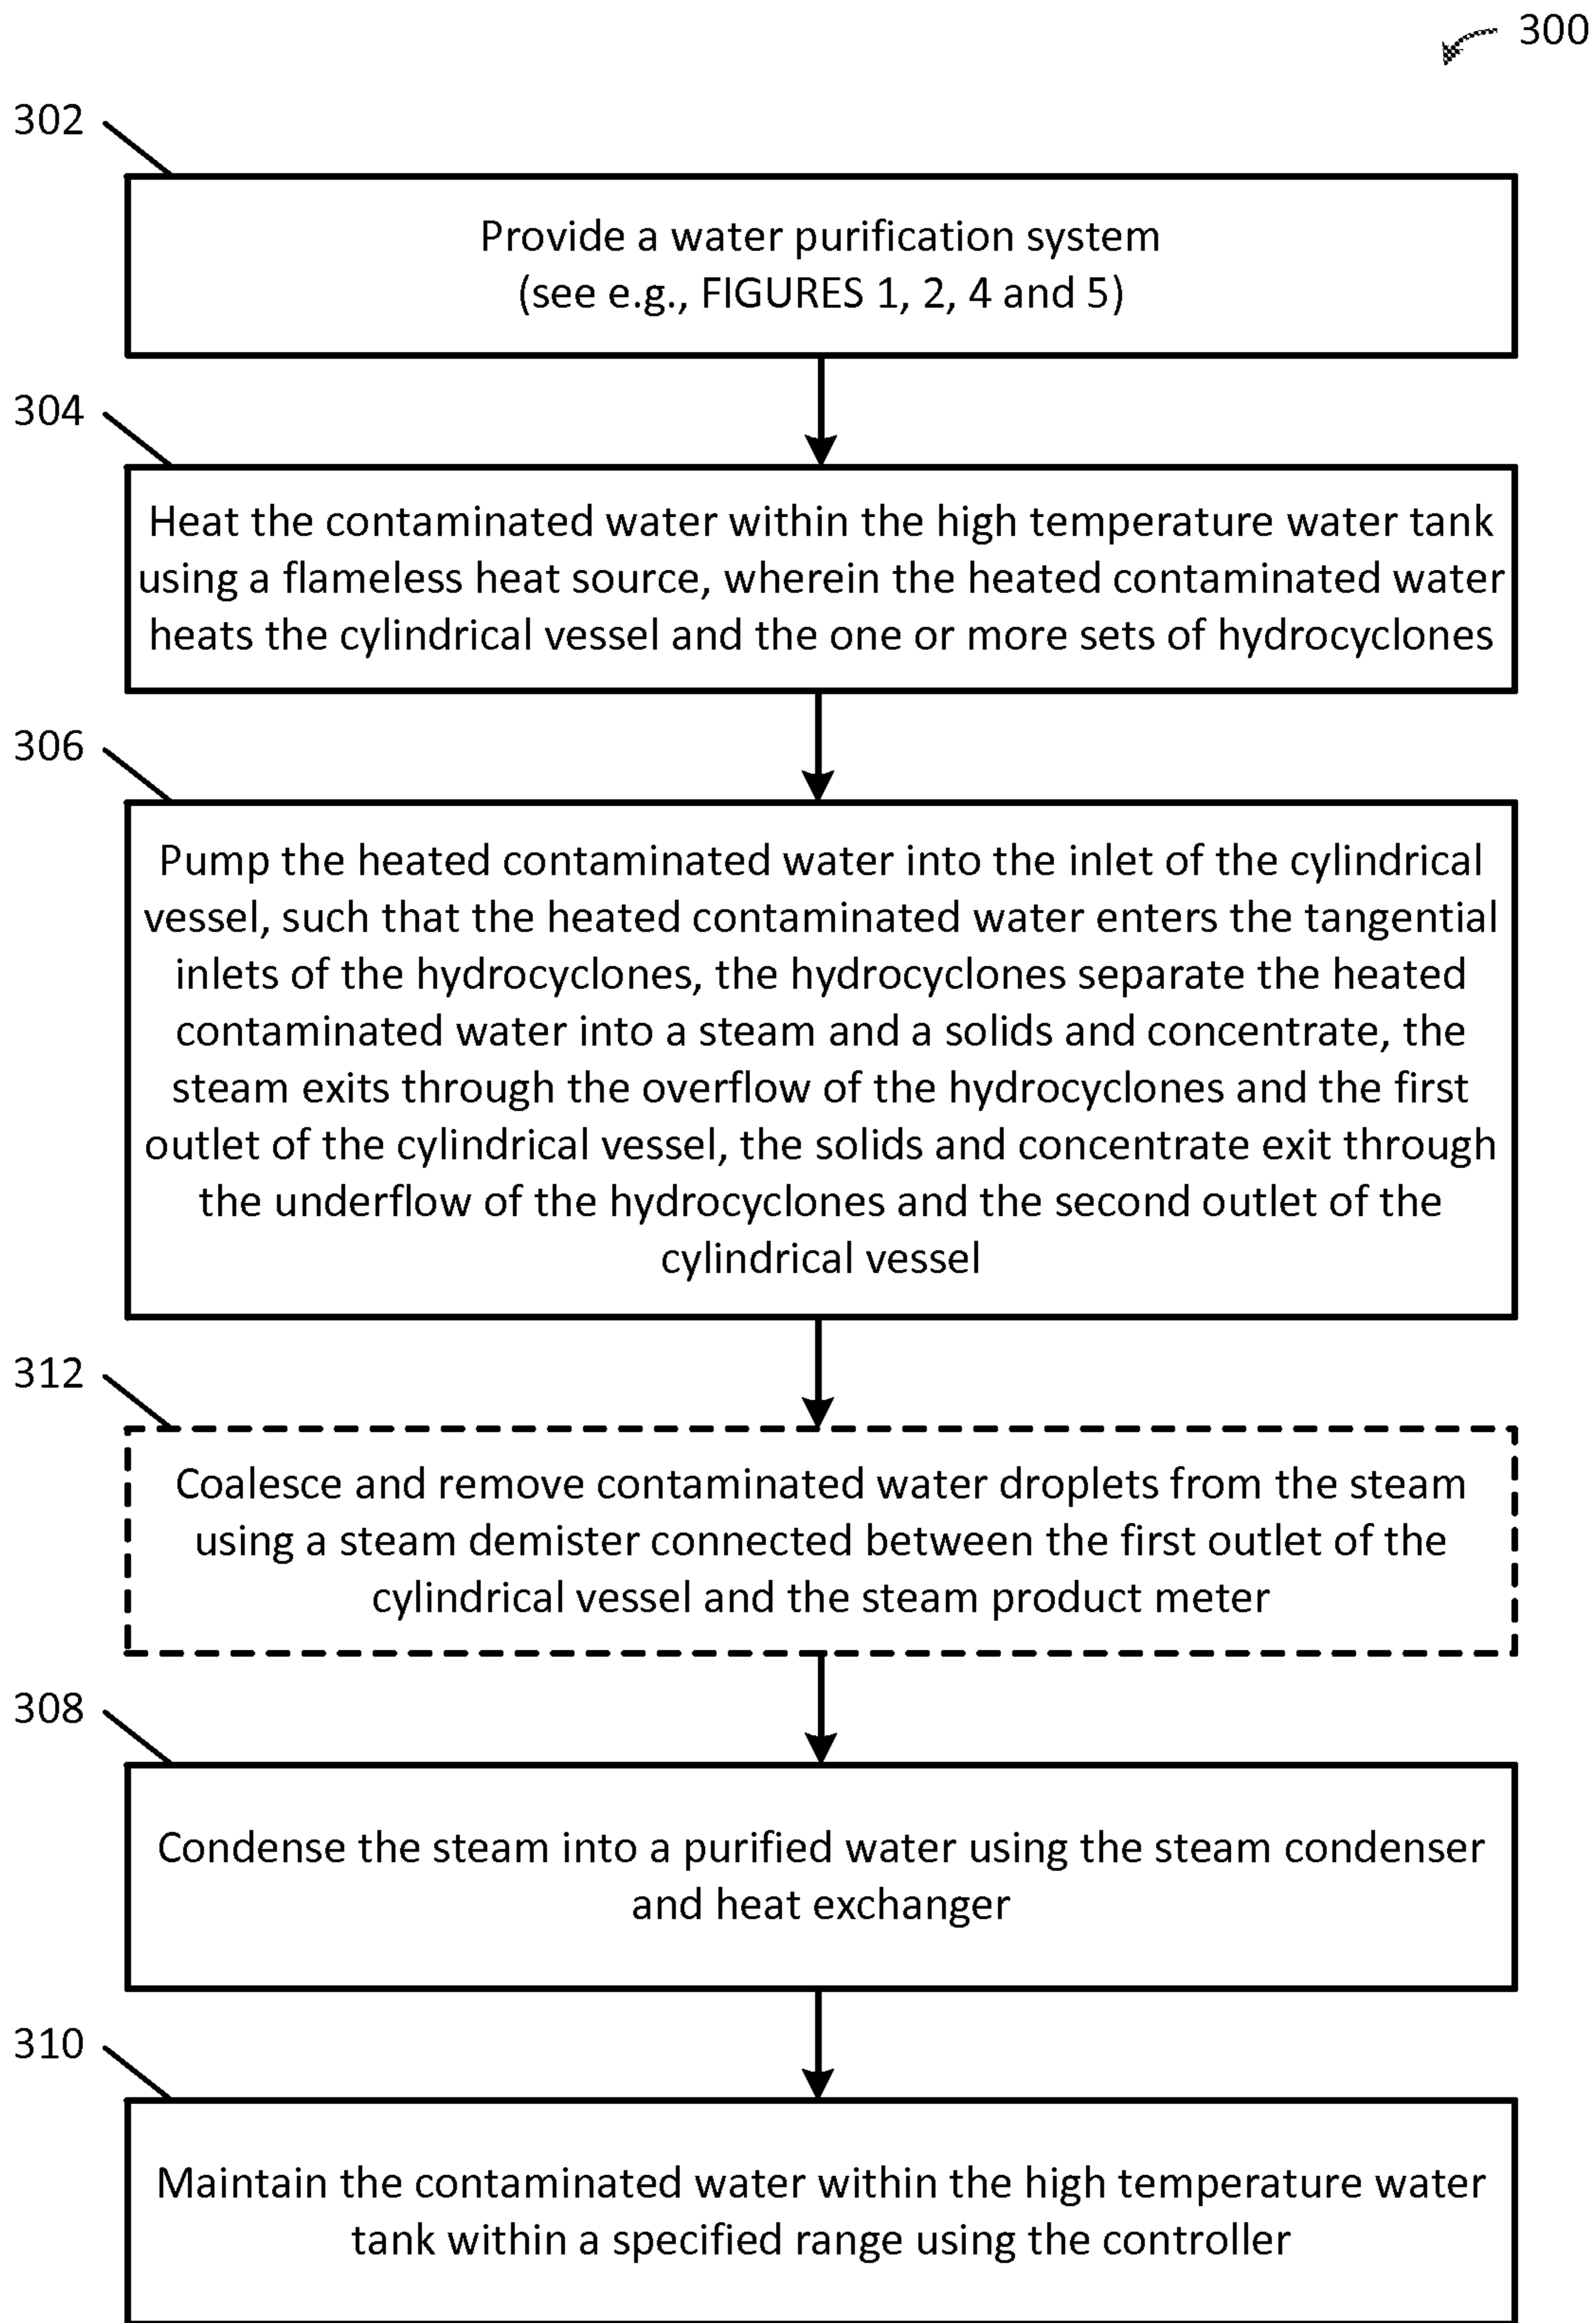 300
302
Provide a water purification system
(see e.g., FIGURES 1, 2, 4 and 5)
304
Heat the contaminated water within the high temperature water tank
using a flameless heat source, wherein the heated contaminated water
heats the cylindrical vessel and the one or more sets of hydrocyclones
306
Pump the heated contaminated water into the inlet of the cylindrical
vessel, such that the heated contaminated water enters the tangential
inlets of the hydrocyclones, the hydrocyclones separate the heated
contaminated water into a steam and a solids and concentrate, the
steam exits through the overflow of the hydrocyclones and the first
outlet of the cylindrical vessel, the solids and concentrate exit through
the underflow of the hydrocyclones and the second outlet of the
cylindrical vessel
312
Coalesce and remove contaminated water droplets from the steam
using a steam demister connected between the first outlet of the
cylindrical vessel and the steam product meter
308
Condense the steam into a purified water using the steam condenser
and heat exchanger
310
Maintain the contaminated water within the high temperature water
tank within a specified range using the controller